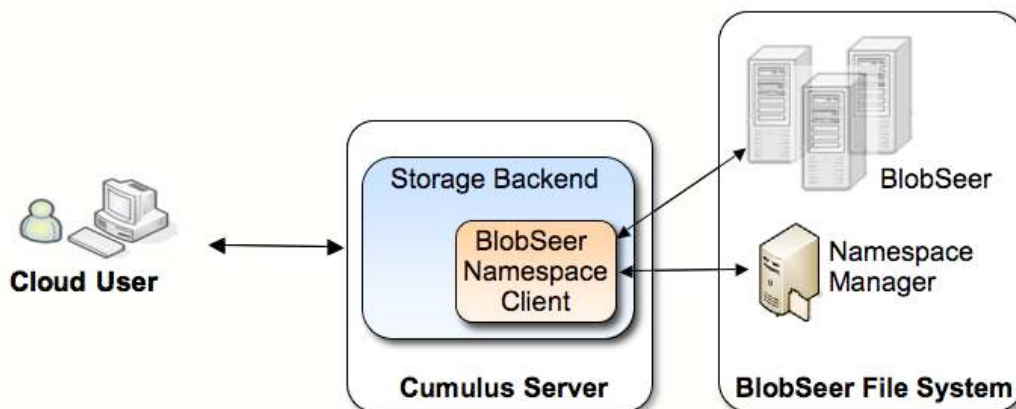 Cloud User
Storage Backend
BlobSeer
Namespace
Client
Cumulus Server
BlobSeer
Namespace
Manager
BlobSeer File System